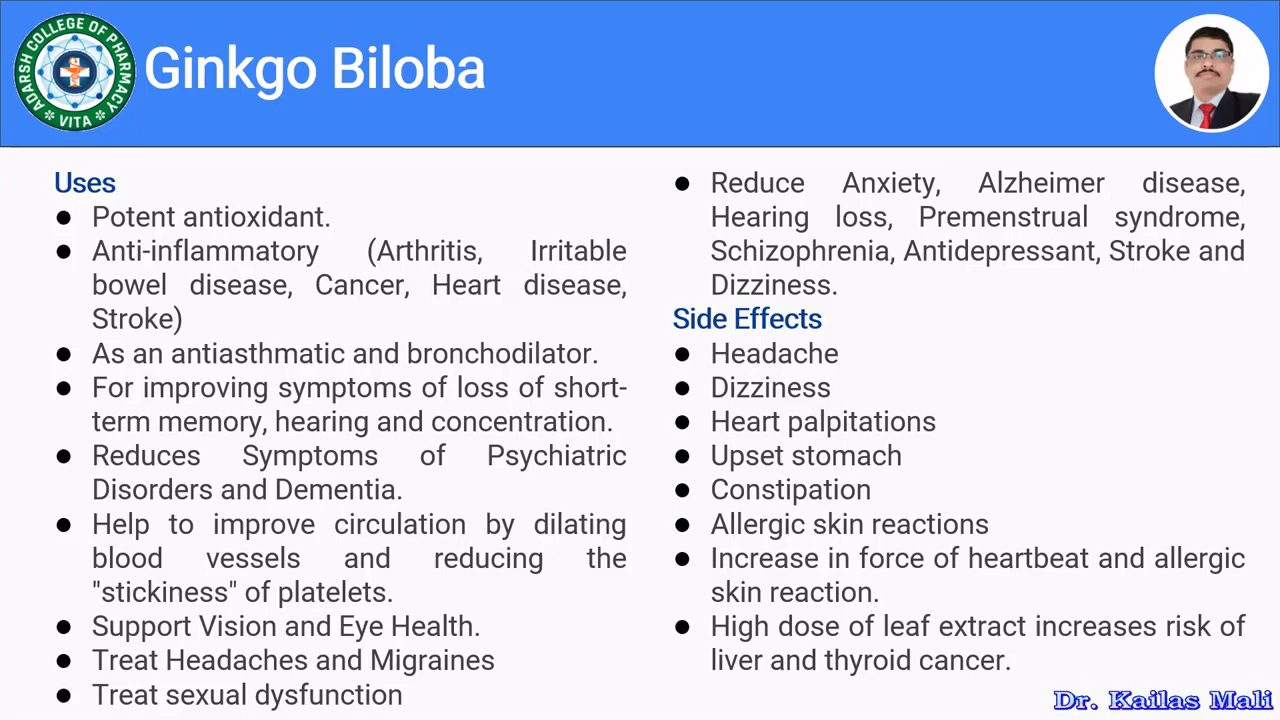 ADARSH COLLEGE OF PHARMACY
VITA
Ginkgo Biloba
Uses
● Potent antioxidant.
● Anti-inflammatory (Arthritis, Irritable
bowel disease, Cancer, Heart disease,
Stroke)
● As an antiasthmatic and bronchodilator.
● For improving symptoms of loss of short-
term memory, hearing and concentration.
● Reduces Symptoms of Psychiatric
Disorders and Dementia.
● Help to improve circulation by dilating
blood vessels and reducing the
"stickiness" of platelets.
● Support Vision and Eye Health.
● Treat Headaches and Migraines
● Treat sexual dysfunction
● Reduce Anxiety, Alzheimer disease,
Hearing loss, Premenstrual syndrome,
Schizophrenia, Antidepressant, Stroke and
Dizziness.
Side Effects
● Headache
● Dizziness
● Heart palpitations
● Upset stomach
● Constipation
● Allergic skin reactions
● Increase in force of heartbeat and allergic
skin reaction.
● High dose of leaf extract increases risk of
liver and thyroid cancer.
Dr. Kailas Mali